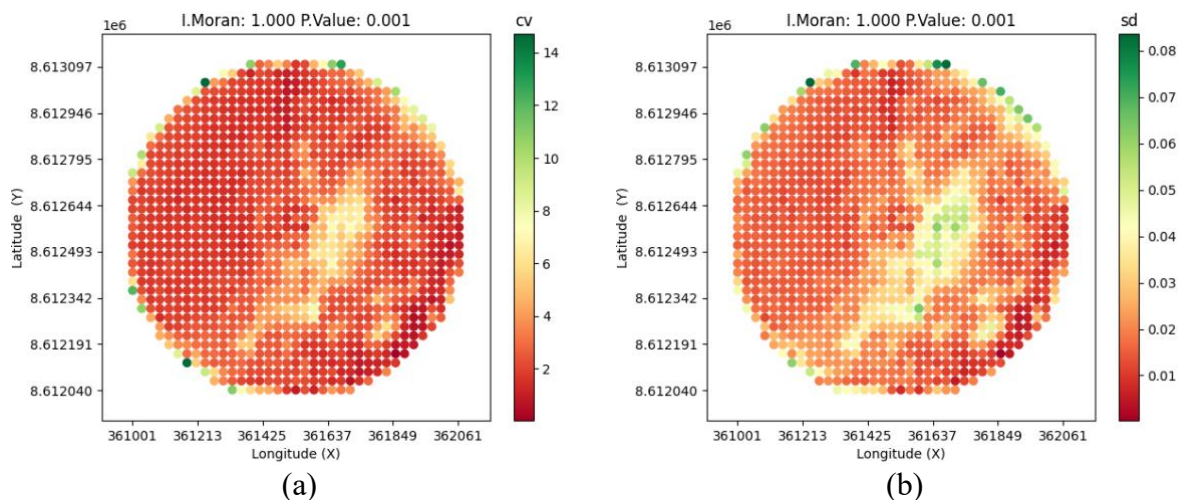 I.Moran: 1.000 P.Value: 0.001
1e6
cv
8.613097
8.612946
8.612795
8.612644
8.612493
8.612342
8.612191
8.612040
Latitude (Y)
361001 361213 361425 361637 361849 362061
Longitude (X)
14
12
10
8
6
4
2
(a)
I.Moran: 1.000 P.Value: 0.001
1e6
sd
8.613097
8.612946
8.612795
8.612644
8.612493
8.612342
8.612191
8.612040
Latitude (Y)
361001 361213 361425 361637 361849 362061
Longitude (X)
0.08
0.07
0.06
0.05
0.04
0.03
0.02
0.01
(b)